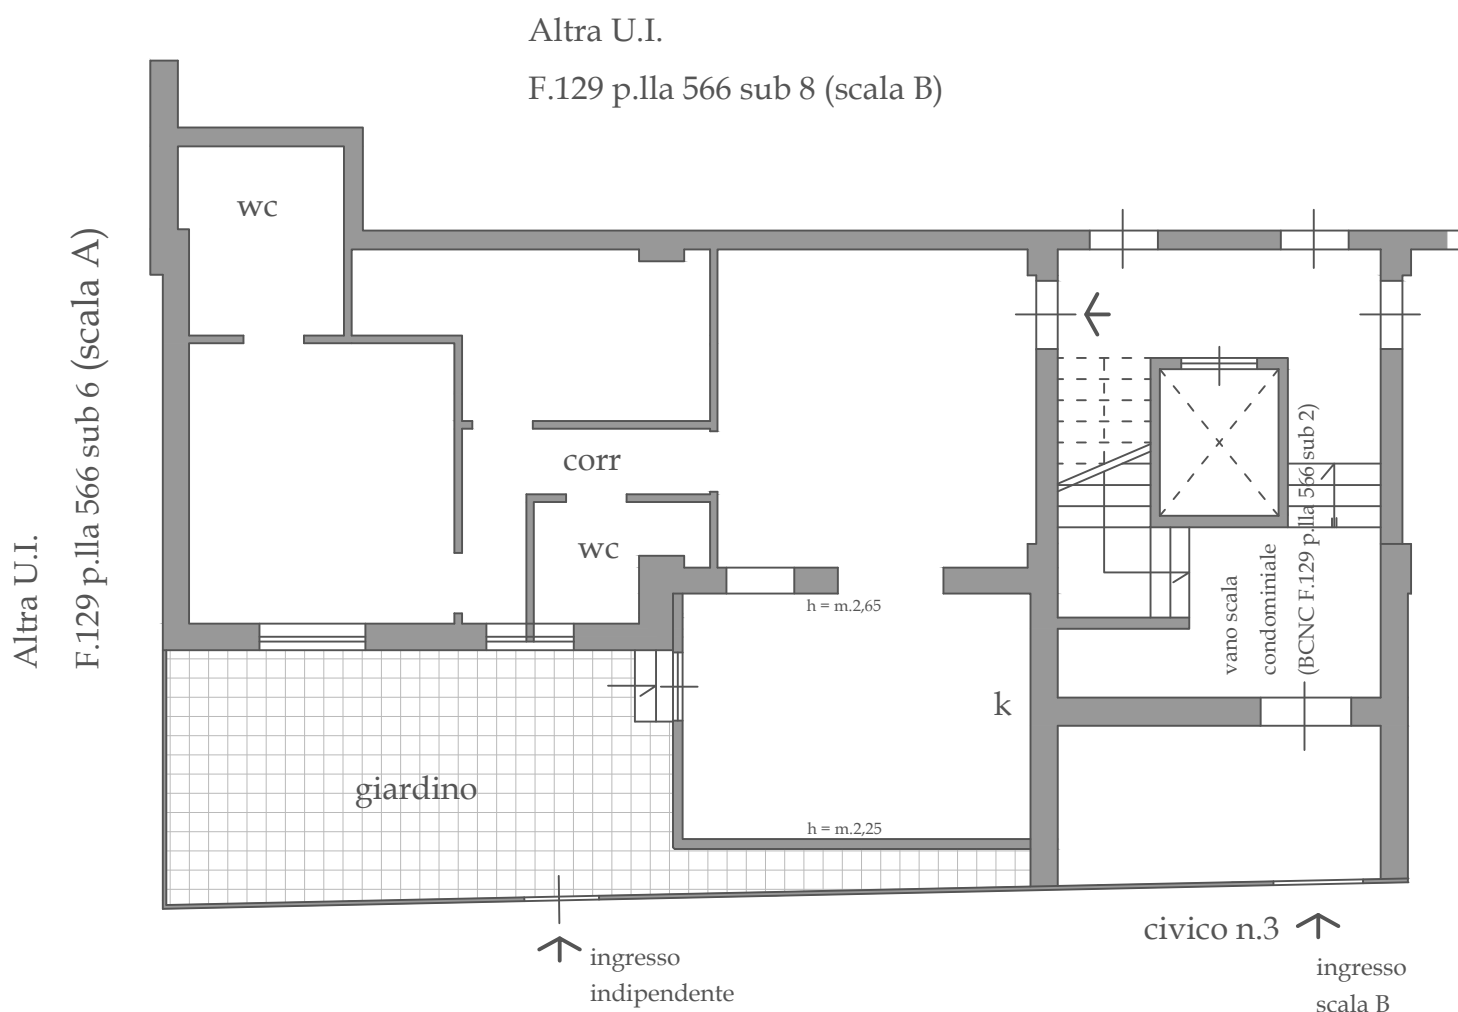 Altra U.I.
F.129 p.lla 566 sub 8 (scala B)
wc
Altra U.I.
F.129 p.lla 566 sub 6 (scala A)
corr
wc
h = m.2,65
vano scala
condominiale
(BCNC F.129 p.lla 566 sub 2)
k
giardino
h = m.2,25
civico n.3
ingresso
indipendente
ingresso
scala B